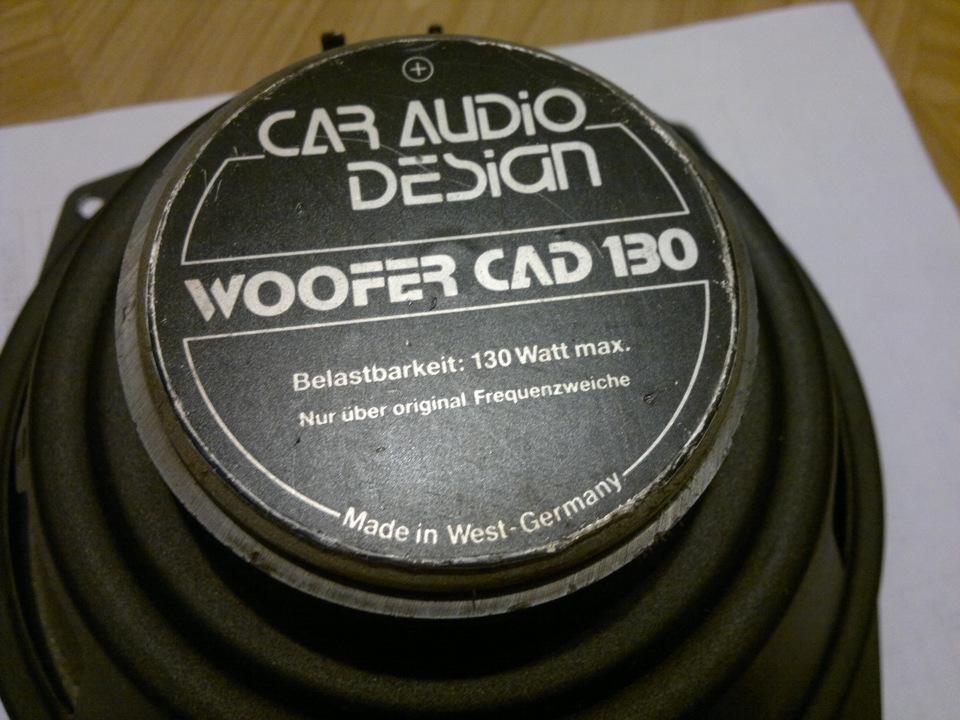 CAR AUDiO
DESiGN
WOOFER CAD 130
Belastbarkeit: 130 Watt max.
Nur über original Frequenzweiche
Made in West-Germany